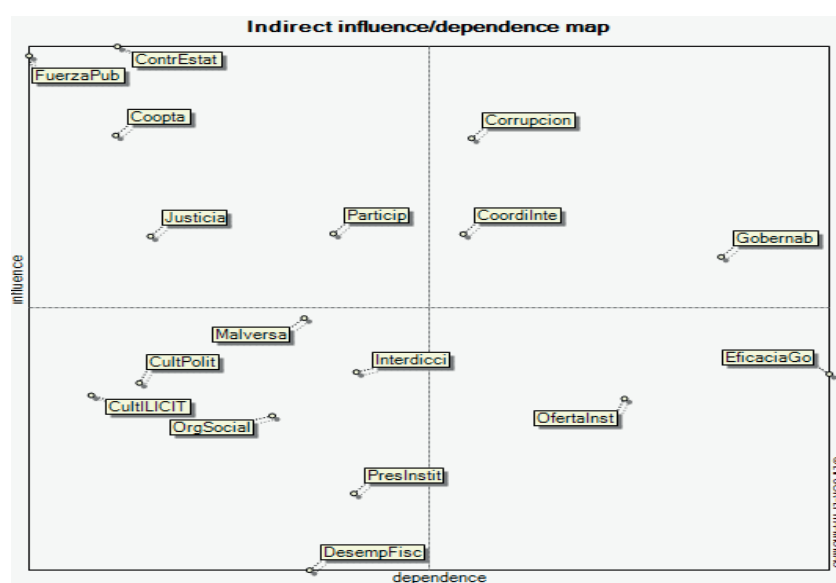 Indirect influence/dependence map
ContrEstat
FuerzaPub
Coopta
Corrupcion
Justicia
Particip
CoordiInte
Gobernab
influence
Malversa
CultPolit
Interdicci
EficaciaGo
CultILICIT
OrgSocial
OfertaInst
PresInstit
DesempFisc
dependence